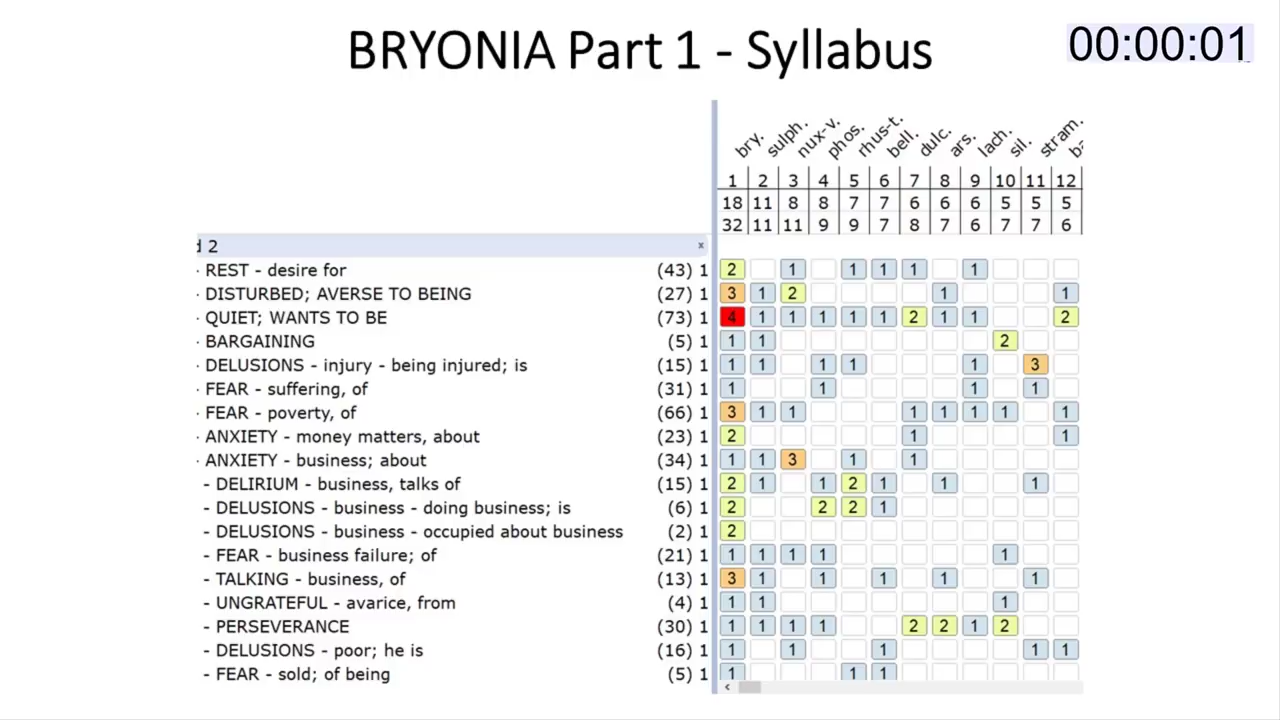 BRYONIA Part 1 - Syllabus
00:00:01
bry. sulph. nux-v. phos. rhus-t. bell. dulc. ars. lach. sil. stram. ba
1 2 3 4 5 6 7 8 9 10 11 12
18 11 8 8 7 7 6 6 6 5 5 5
32 11 11 9 9 7 8 7 6 7 7 6
d 2 x
· REST - desire for (43) 1 2 1 1 1 1 1
· DISTURBED; AVERSE TO BEING (27) 1 3 1 2 1 1
· QUIET; WANTS TO BE (73) 1 4 1 1 1 1 1 2 1 1 2
· BARGAINING (5) 1 1 1 2
· DELUSIONS - injury - being injured; is (15) 1 1 1 1 1 1 3
· FEAR - suffering, of (31) 1 1 1 1 1
· FEAR - poverty, of (66) 1 3 1 1 1 1 1 1 1
· ANXIETY - money matters, about (23) 1 2 1 1
· ANXIETY - business; about (34) 1 1 1 3 1 1
- DELIRIUM - business, talks of (15) 1 2 1 1 2 1 1 1
- DELUSIONS - business - doing business; is (6) 1 2 2 2 1
- DELUSIONS - business - occupied about business (2) 1 2
- FEAR - business failure; of (21) 1 1 1 1 1 1
- TALKING - business, of (13) 1 3 1 1 1 1 1
- UNGRATEFUL - avarice, from (4) 1 1 1 1
- PERSEVERANCE (30) 1 1 1 1 1 2 2 1 2
- DELUSIONS - poor; he is (16) 1 1 1 1 1 1
- FEAR - sold; of being (5) 1 1 1 1